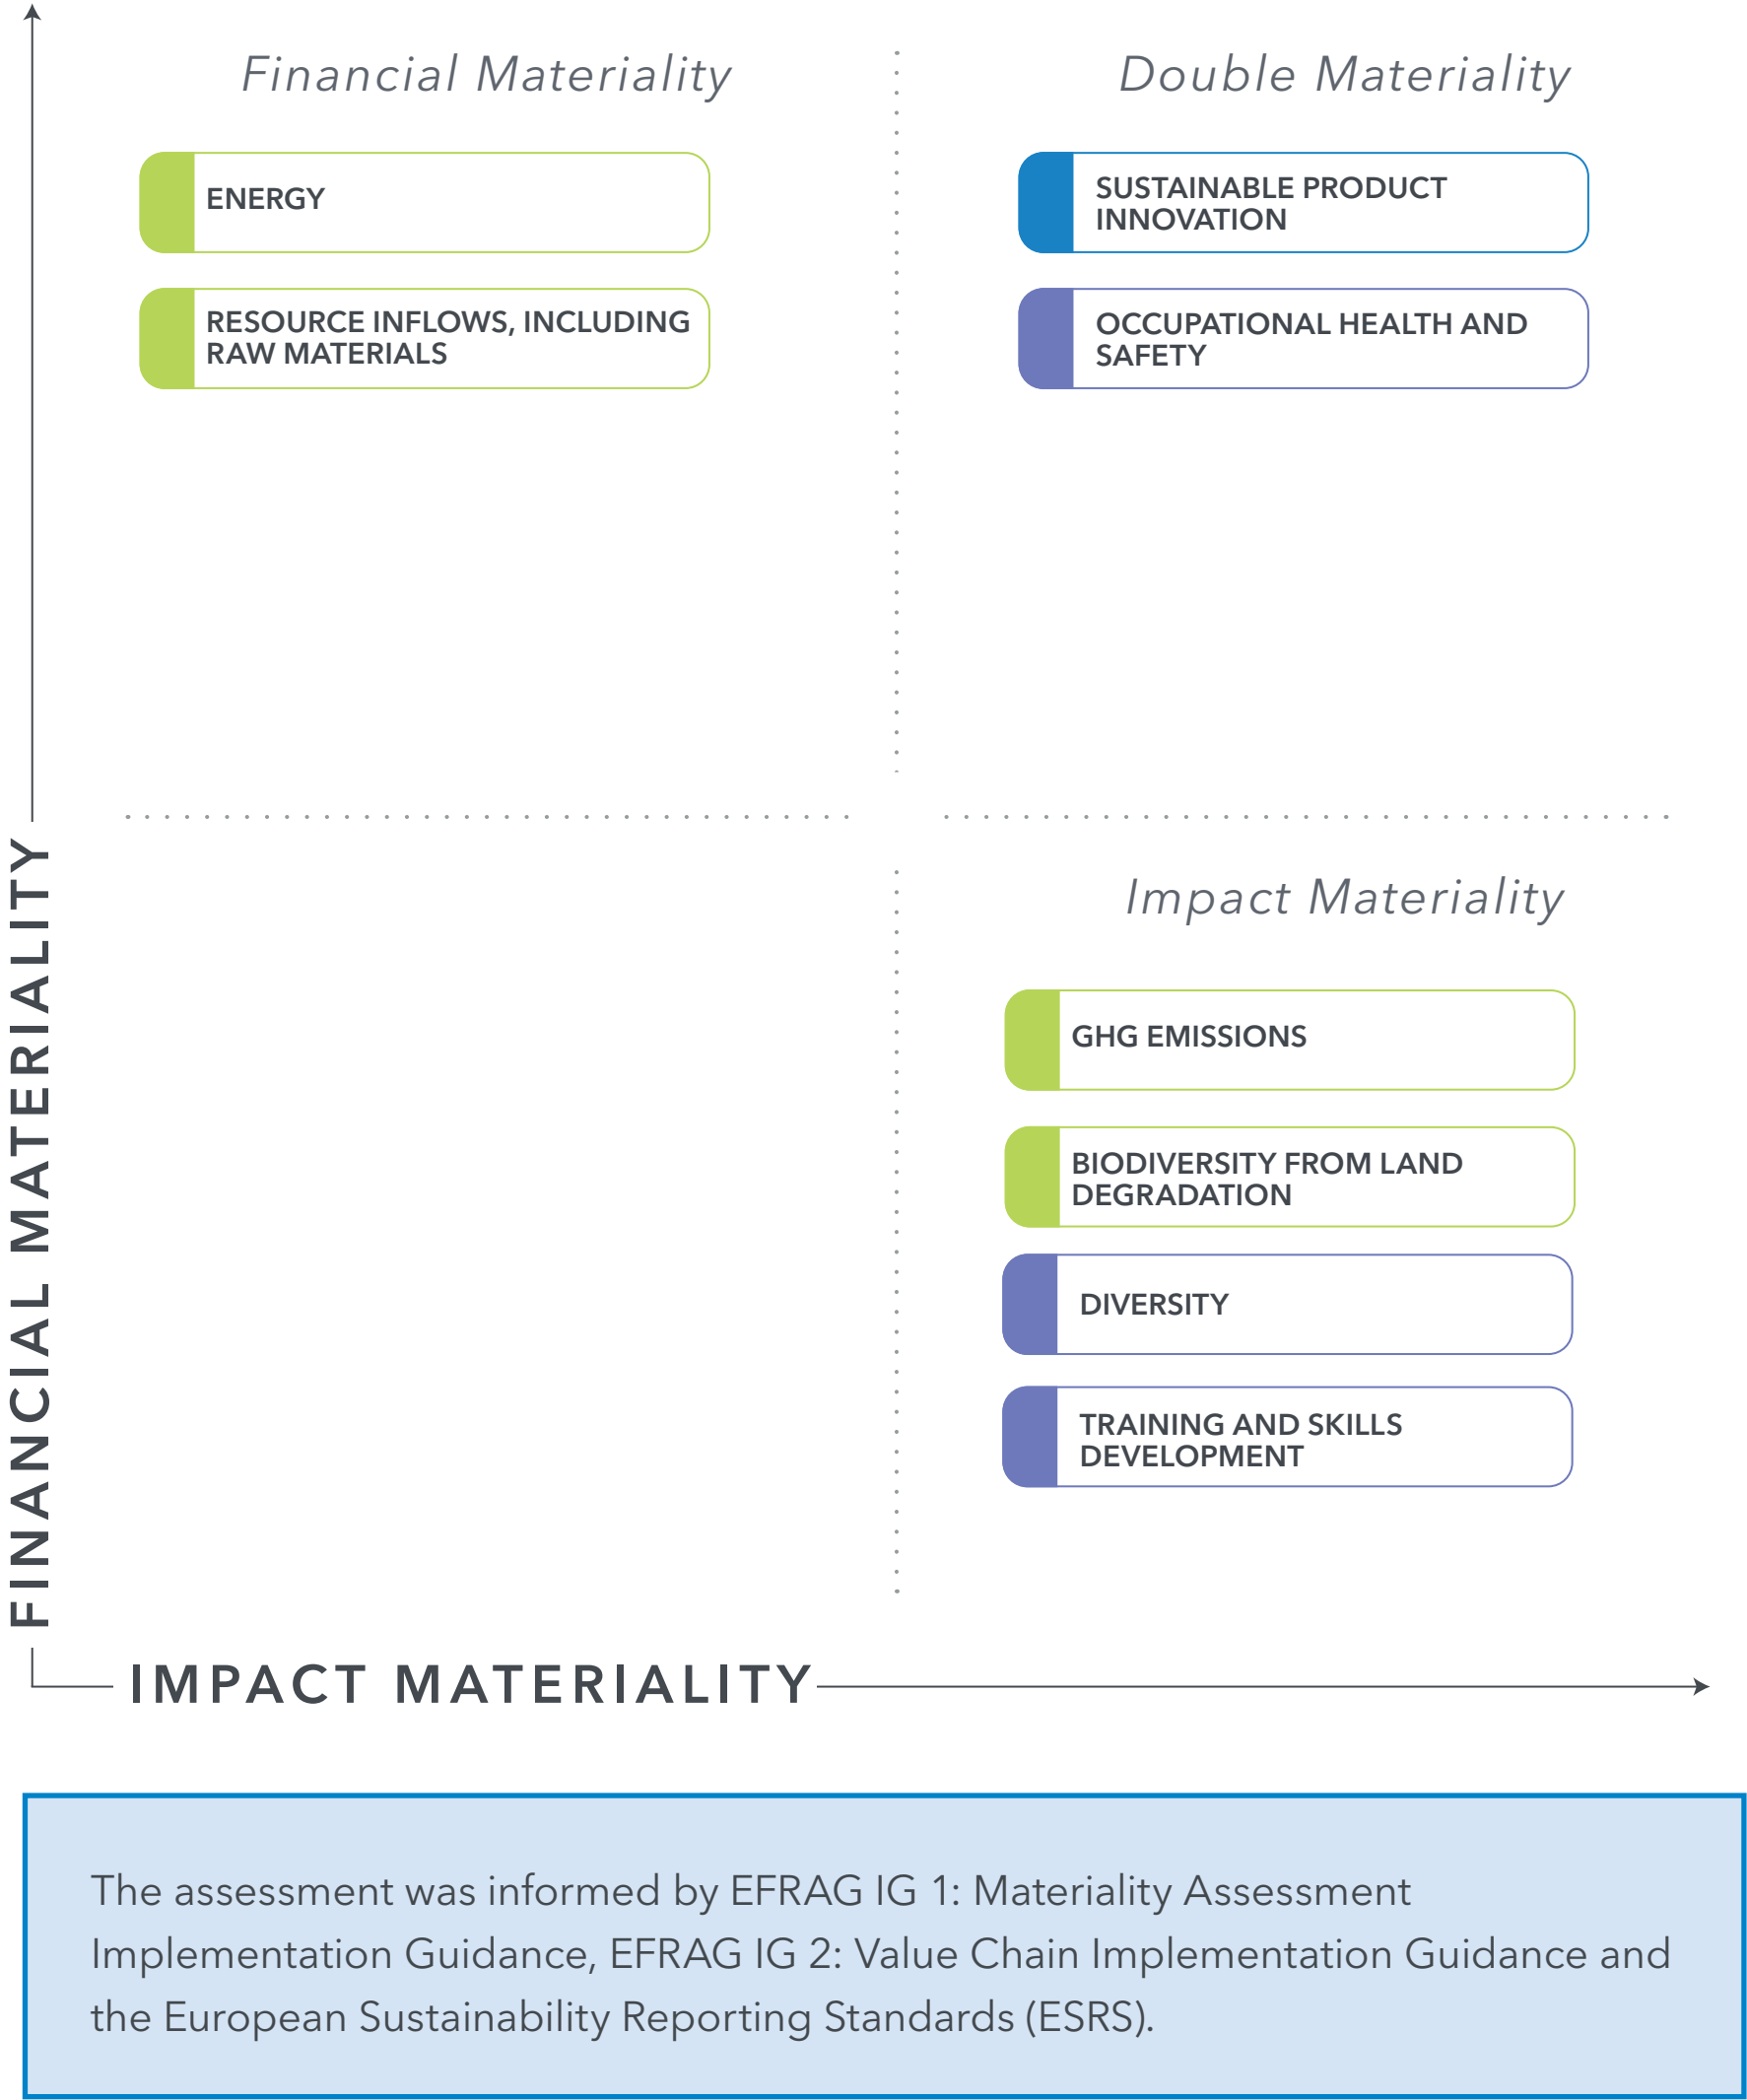 Financial Materiality
ENERGY
RESOURCE INFLOWS, INCLUDING
RAW MATERIALS
Double Materiality
SUSTAINABLE PRODUCT
INNOVATION
OCCUPATIONAL HEALTH AND
SAFETY
Impact Materiality
GHG EMISSIONS
BIODIVERSITY FROM LAND
DEGRADATION
DIVERSITY
TRAINING AND SKILLS
DEVELOPMENT
FINANCIAL MATERIALITY
IMPACT MATERIALITY
The assessment was informed by EFRAG IG 1: Materiality Assessment
Implementation Guidance, EFRAG IG 2: Value Chain Implementation Guidance and
the European Sustainability Reporting Standards (ESRS).